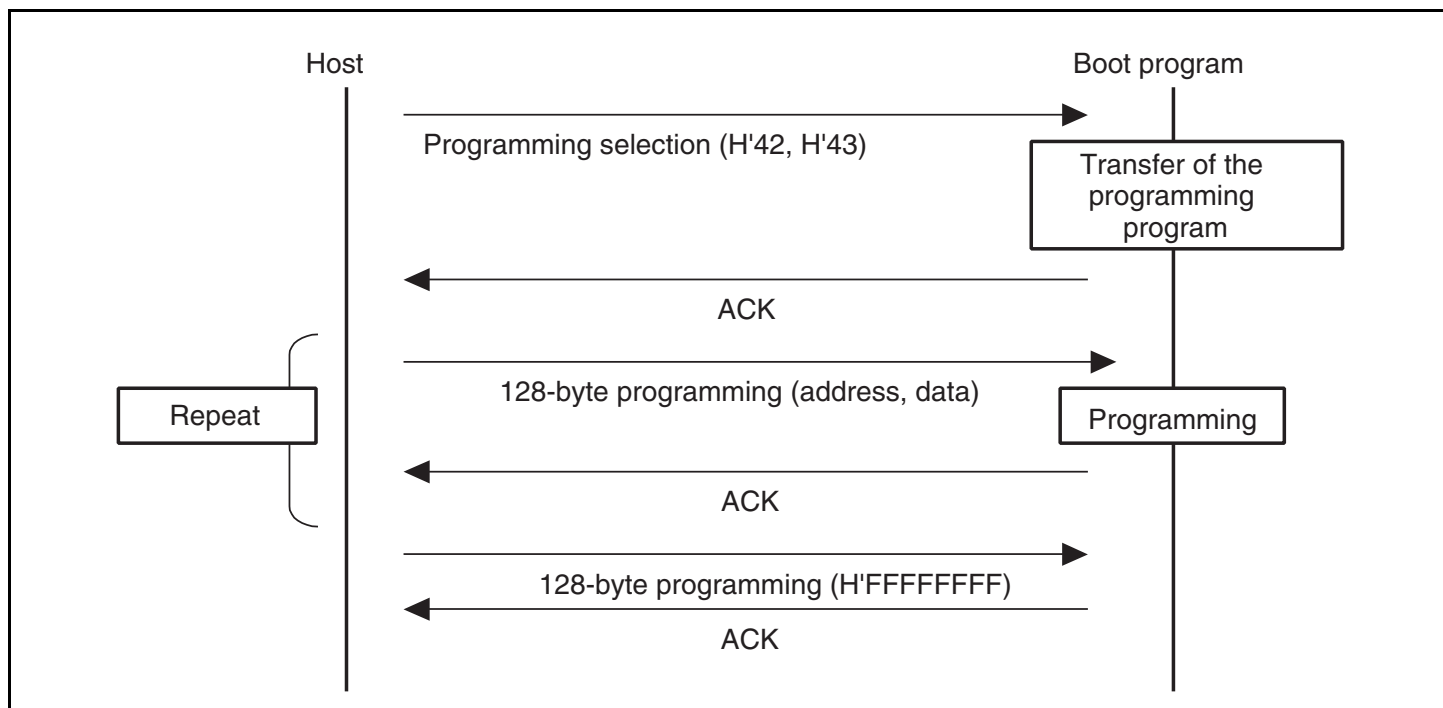 Host
Boot program
Programming selection (H'42, H'43)
Transfer of the
programming
program
ACK
128-byte programming (address, data)
Repeat
Programming
ACK
128-byte programming (H'FFFFFFFF)
ACK